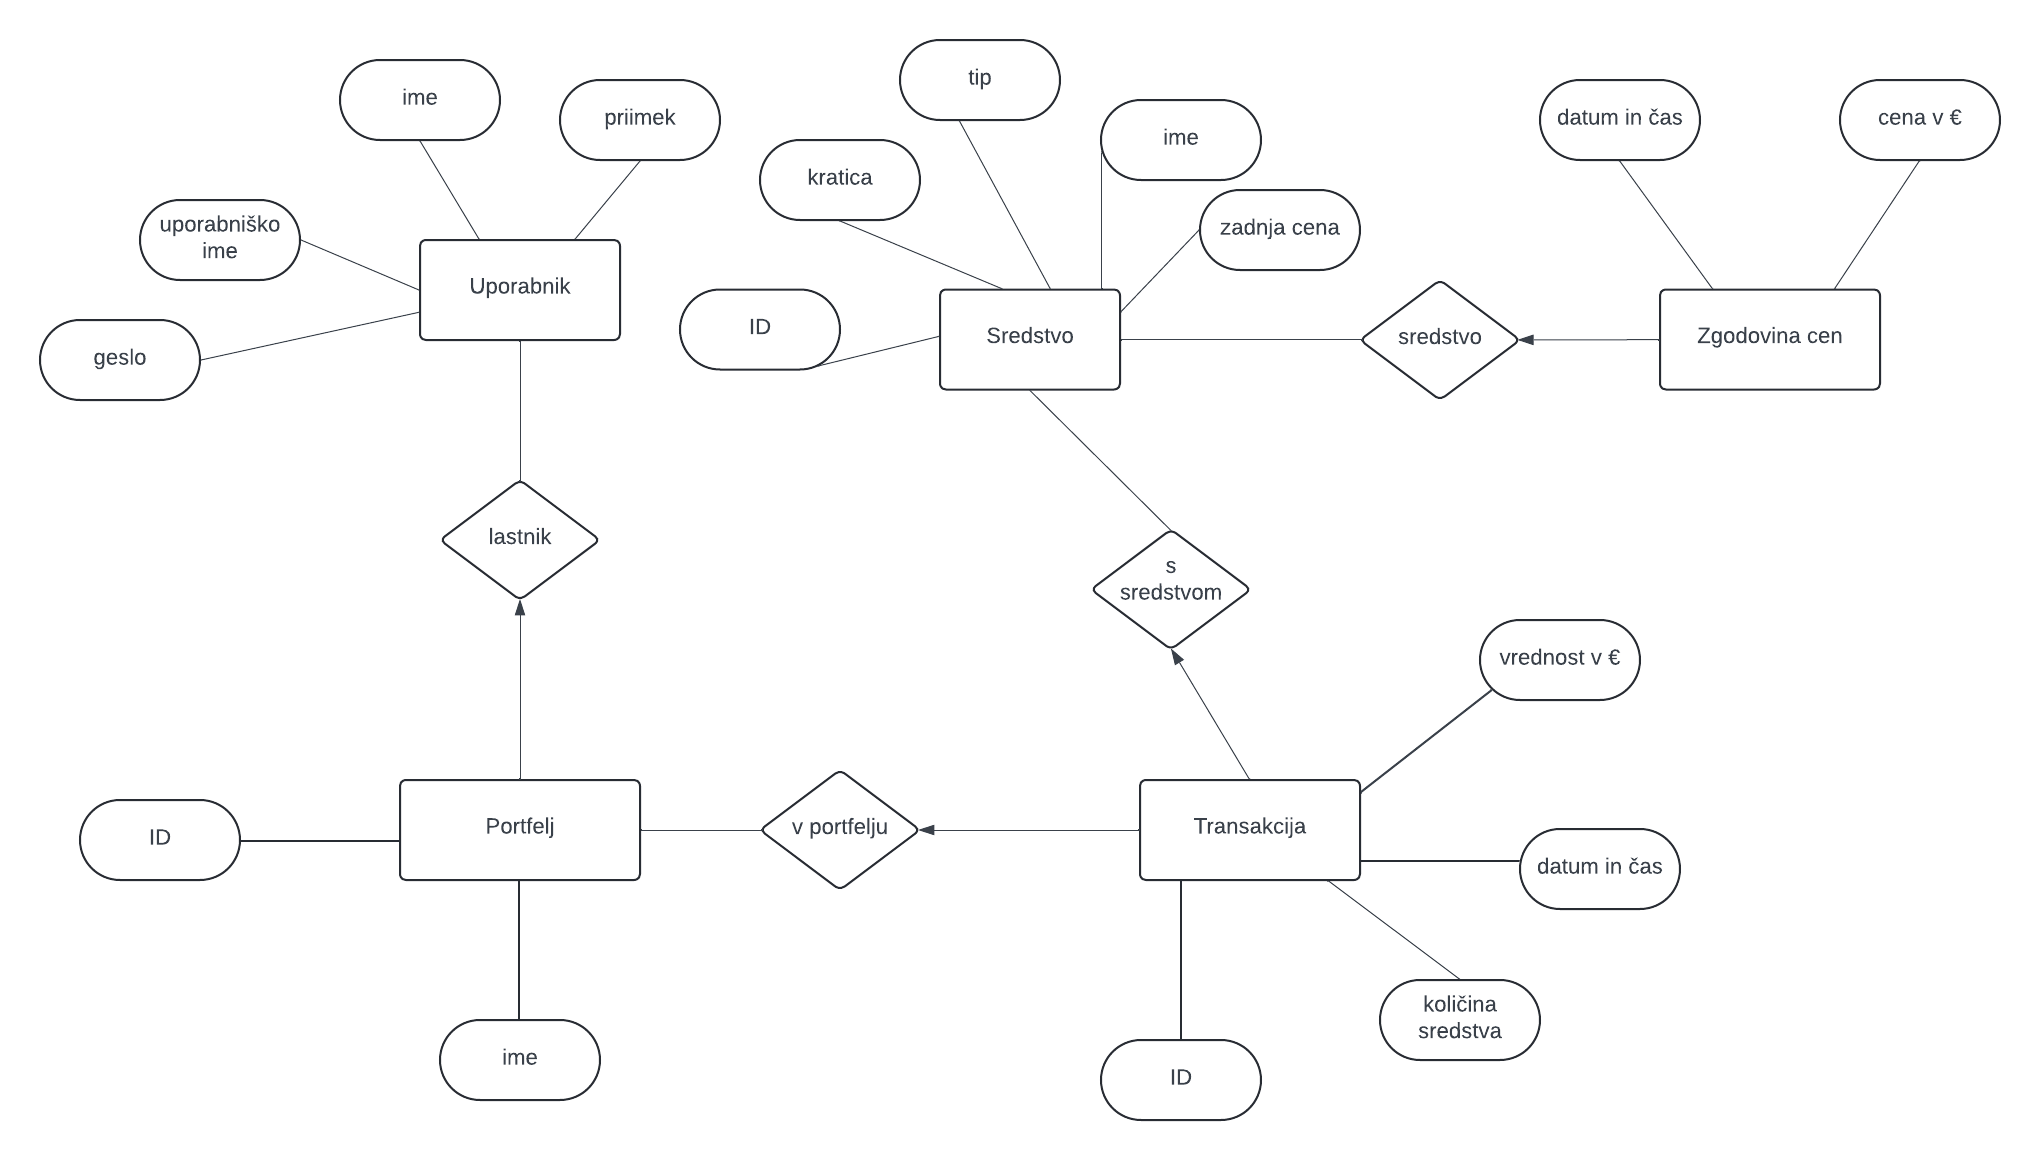 tip
ime
priimek
datum in čas
cena v €
ime
kratica
uporabniško
ime
zadnja cena
Uporabnik
ID
Sredstvo
sredstvo
Zgodovina cen
geslo
lastnik
s
sredstvom
vrednost v €
ID
Portfelj
v portfelju
Transakcija
datum in čas
količina
sredstva
ime
ID